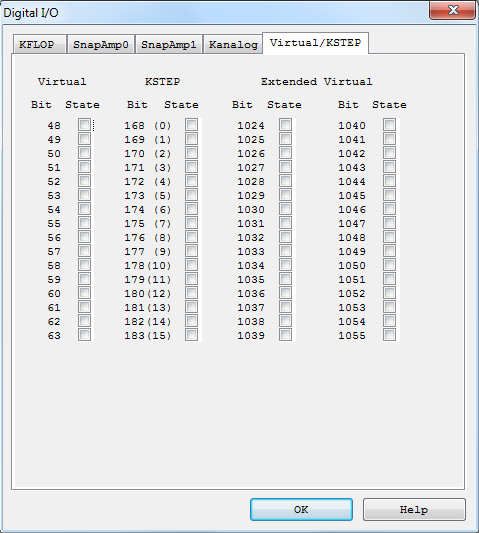 Digital I/O
KFLOP SnapAmp0 SnapAmp1 Kanalog Virtual/KSTEP
Virtual KSTEP Extended Virtual
Bit State Bit State Bit State Bit State
48 168 (0) 1024 1040
49 169 (1) 1025 1041
50 170 (2) 1026 1042
51 171 (3) 1027 1043
52 172 (4) 1028 1044
53 173 (5) 1029 1045
54 174 (6) 1030 1046
55 175 (7) 1031 1047
56 176 (8) 1032 1048
57 177 (9) 1033 1049
58 178(10) 1034 1050
59 179(11) 1035 1051
60 180(12) 1036 1052
61 181(13) 1037 1053
62 182(14) 1038 1054
63 183(15) 1039 1055
OK Help